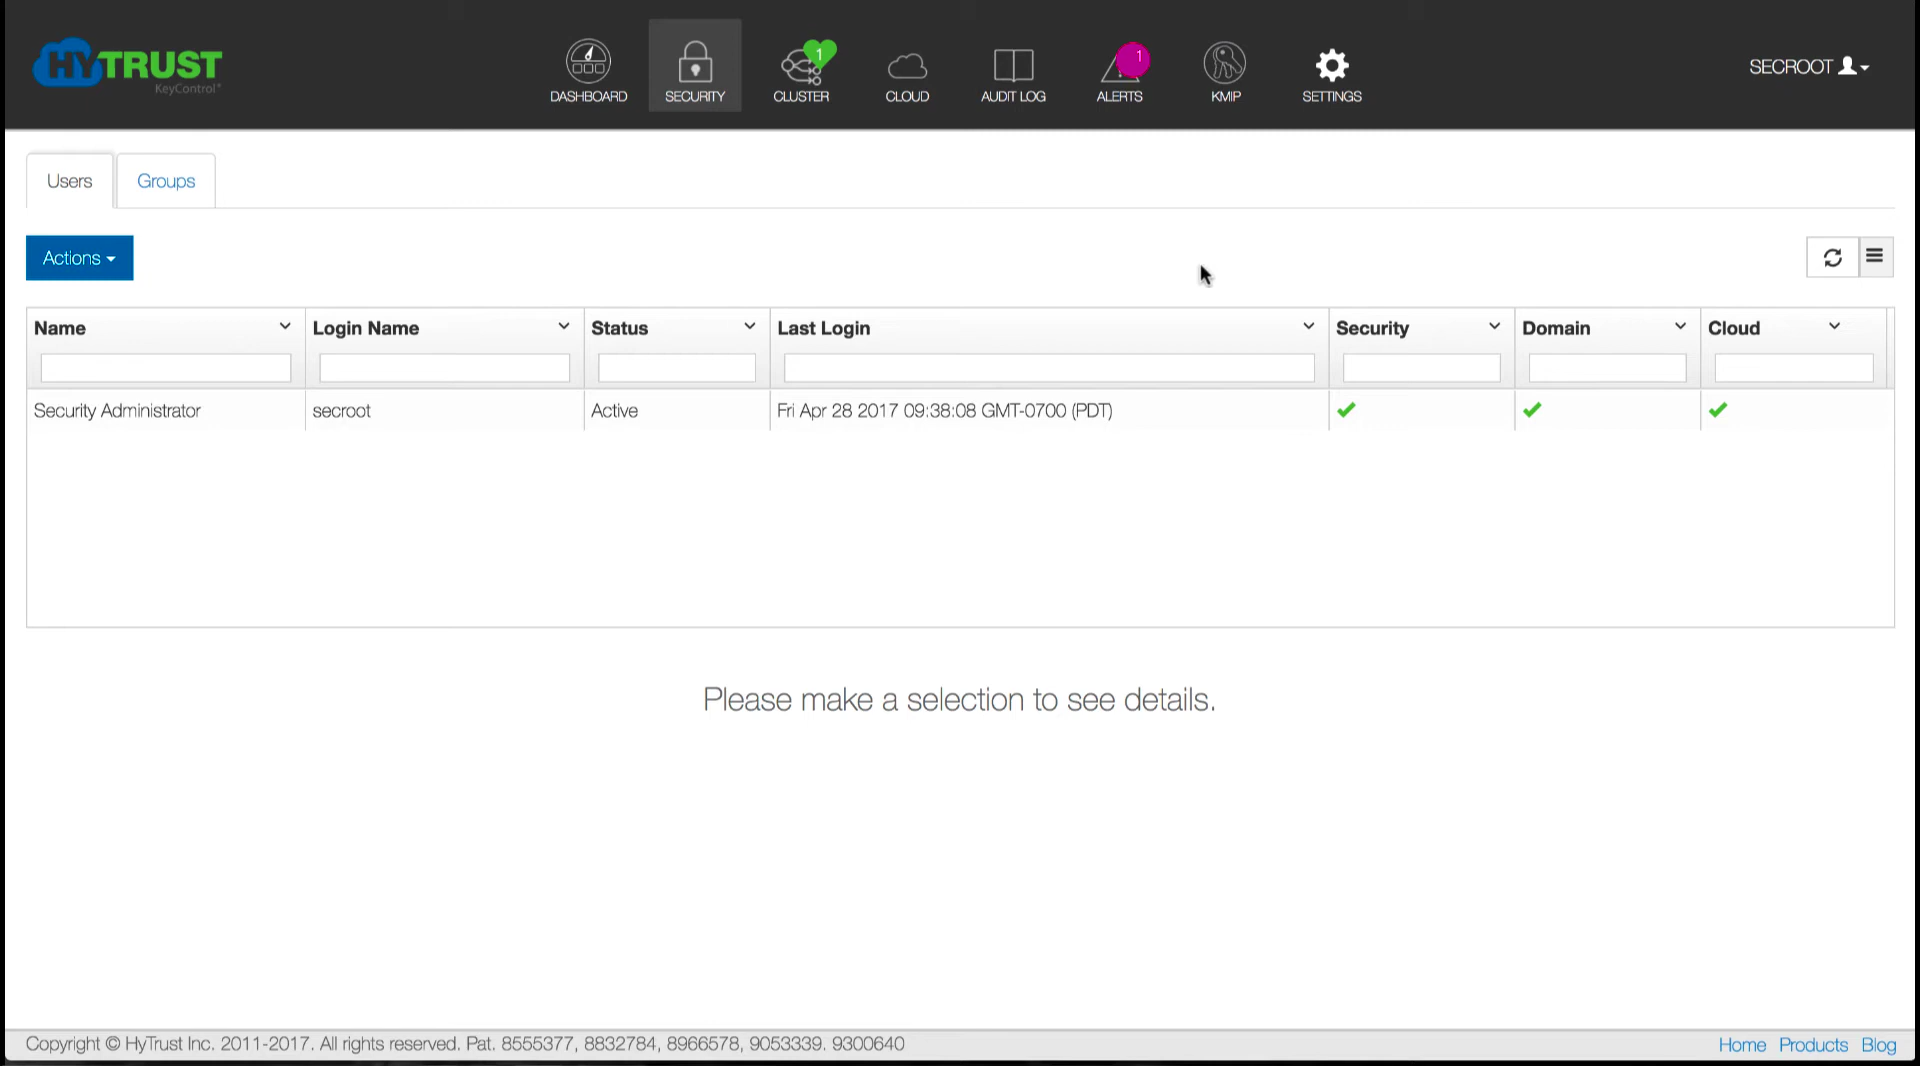 HYTRUST
KeyControl®
DASHBOARD
SECURITY
1
CLUSTER
CLOUD
AUDIT LOG
1
ALERTS
KMIP
SETTINGS
SECROOT
Users
Groups
Actions
Name
Login Name
Status
Last Login
Security
Domain
Cloud
Security Administrator
secroot
Active
Fri Apr 28 2017 09:38:08 GMT-0700 (PDT)
Please make a selection to see details.
Copyright © HyTrust Inc. 2011-2017. All rights reserved. Pat. 8555377, 8832784, 8966578, 9053339. 9300640
Home Products Blog